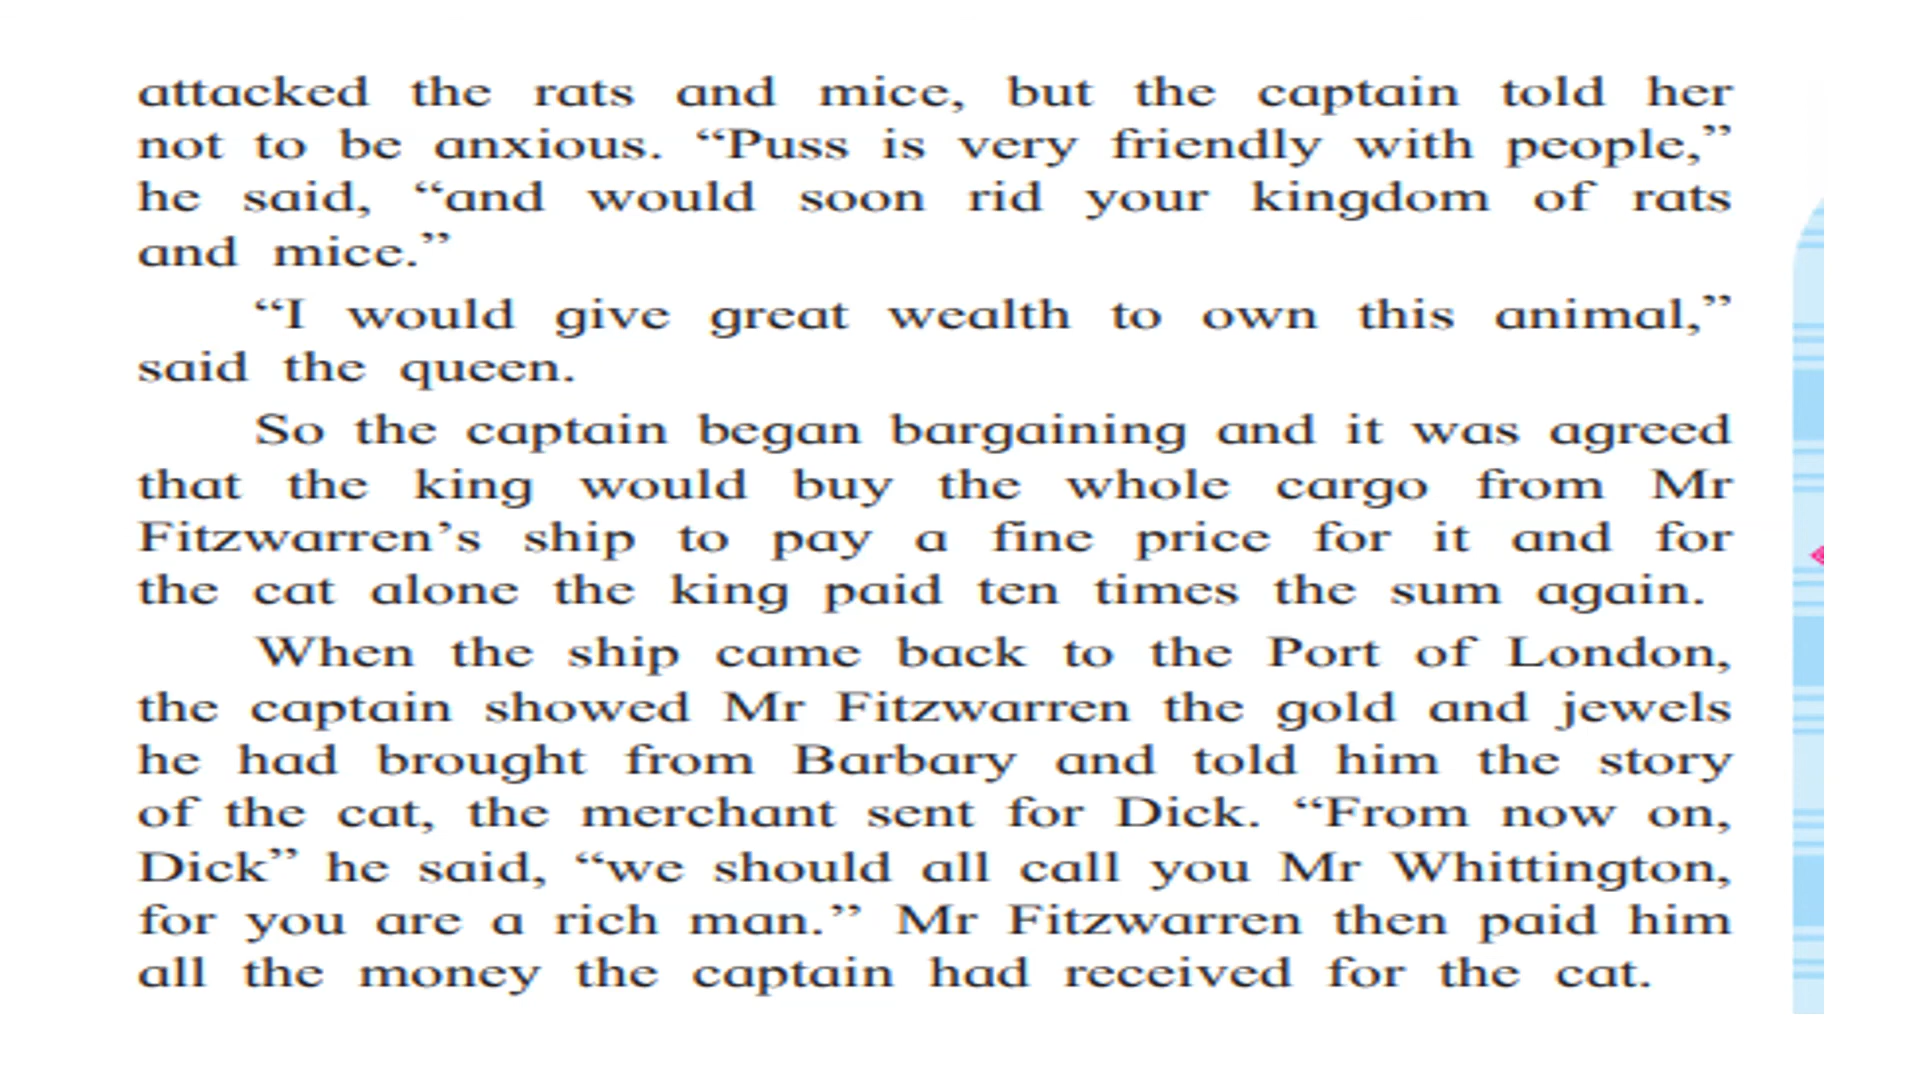 attacked the rats and mice, but the captain told her
not to be anxious. “Puss is very friendly with people,”
he said, “and would soon rid your kingdom of rats
and mice.”
“I would give great wealth to own this animal,”
said the queen.
So the captain began bargaining and it was agreed
that the king would buy the whole cargo from Mr
Fitzwarren’s ship to pay a fine price for it and for
the cat alone the king paid ten times the sum again.
When the ship came back to the Port of London,
the captain showed Mr Fitzwarren the gold and jewels
he had brought from Barbary and told him the story
of the cat, the merchant sent for Dick. “From now on,
Dick” he said, “we should all call you Mr Whittington,
for you are a rich man.” Mr Fitzwarren then paid him
all the money the captain had received for the cat.